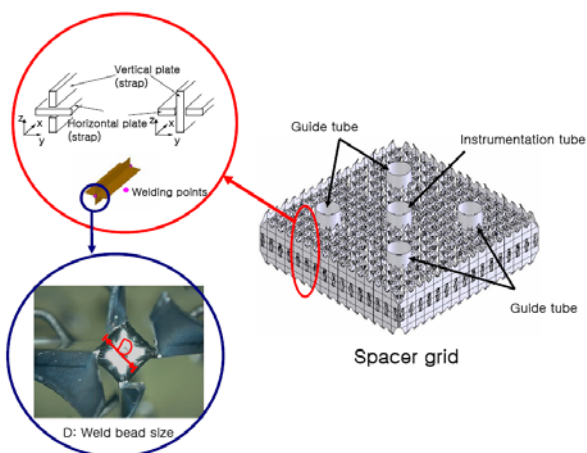 Vertical plate
(strap)
Horizontal plate
(strap)
z
x
y
z
x
y
Welding points
D
D: Weld bead size
Guide tube
Instrumentation tube
Guide tube
Spacer grid